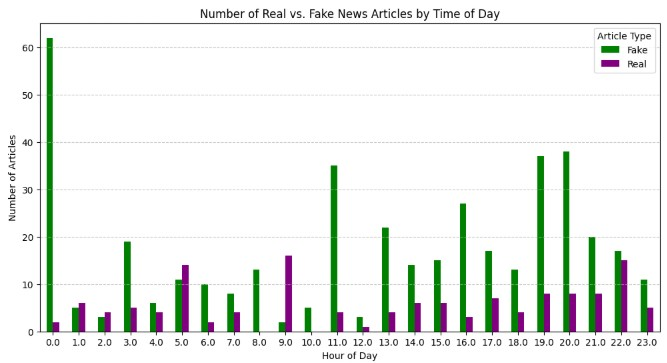 Number of Real vs. Fake News Articles by Time of Day
Article Type
Fake
Real
60
50
40
30
20
10
0
Number of Articles
0.0 1.0 2.0 3.0 4.0 5.0 6.0 7.0 8.0 9.0 10.0 11.0 12.0 13.0 14.0 15.0 16.0 17.0 18.0 19.0 20.0 21.0 22.0 23.0
Hour of Day